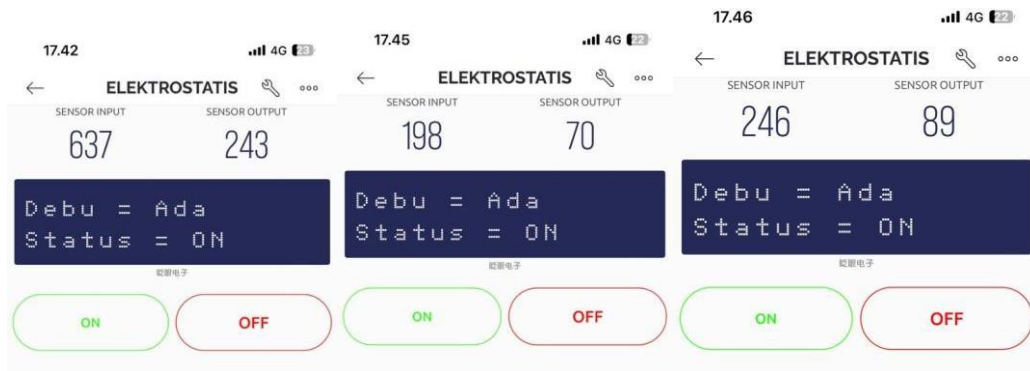 17.42 4G 23
ELEKTROSTATIS
SENSOR INPUT SENSOR OUTPUT
637 243
Debu = Ada
Status = ON
ON OFF
17.45 4G 22
ELEKTROSTATIS
SENSOR INPUT SENSOR OUTPUT
198 70
Debu = Ada
Status = ON
ON OFF
17.46 4G 22
ELEKTROSTATIS
SENSOR INPUT SENSOR OUTPUT
246 89
Debu = Ada
Status = ON
ON OFF